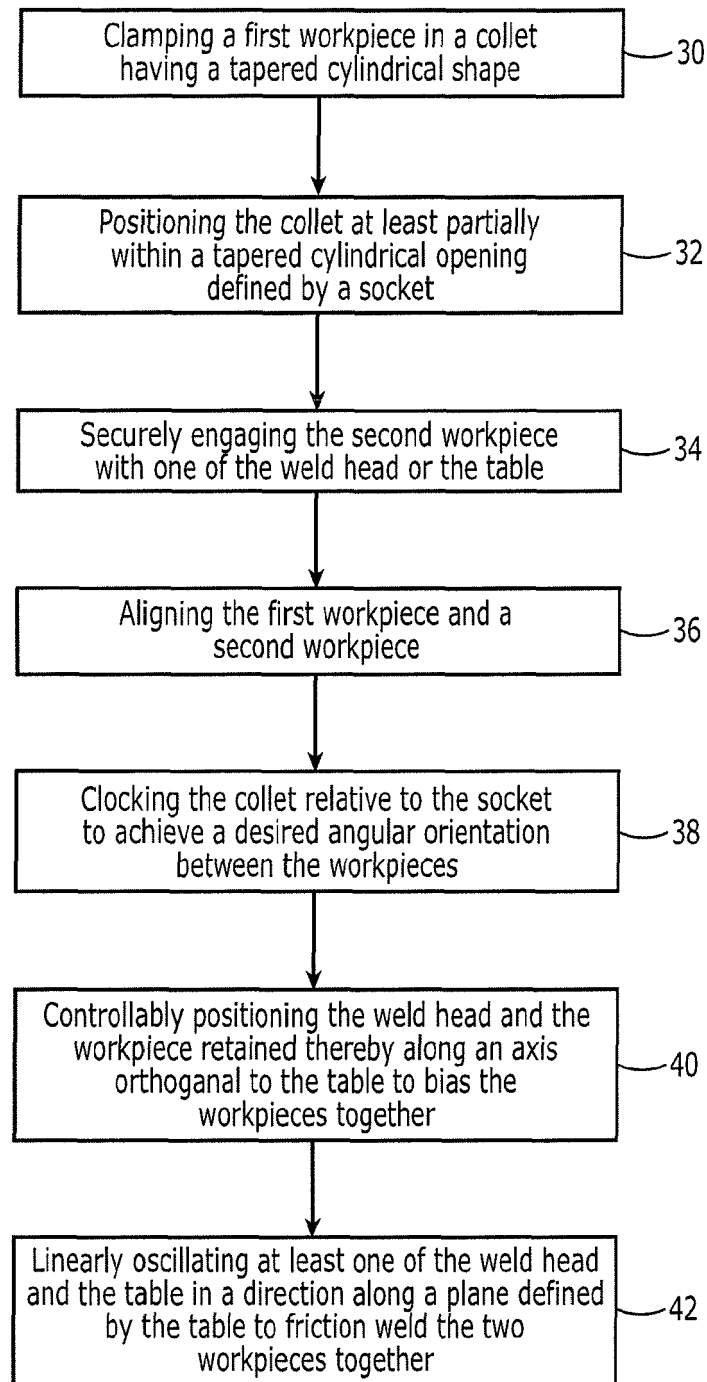 Clamping a first workpiece in a collet
having a tapered cylindrical shape
30
Positioning the collet at least partially
within a tapered cylindrical opening
defined by a socket
32
Securely engaging the second workpiece
with one of the weld head or the table
34
Aligning the first workpiece and a
second workpiece
36
Clocking the collet relative to the socket
to achieve a desired angular orientation
between the workpieces
38
Controllably positioning the weld head and the
workpiece retained thereby along an axis
orthoganal to the table to bias the
workpieces together
40
Linearly oscillating at least one of the weld head
and the table in a direction along a plane defined
by the table to friction weld the two
workpieces together
42